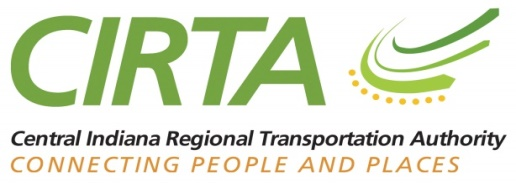 CIRTA
Central Indiana Regional Transportation Authority
CONNECTING PEOPLE AND PLACES